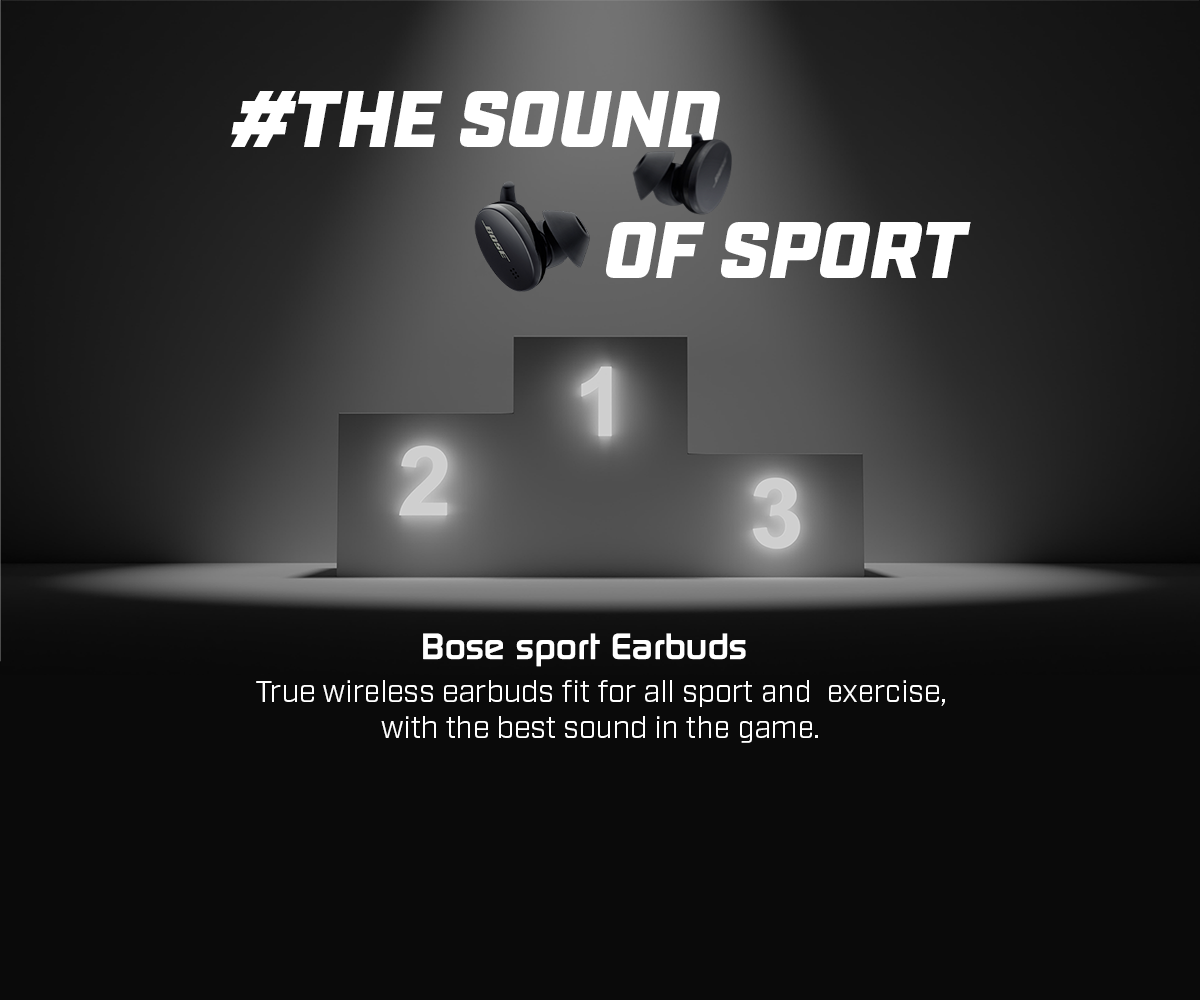 #THE SOUND
BOSE
OF SPORT
1
2
3
Bose sport Earbuds
True wireless earbuds fit for all sport and  exercise,
with the best sound in the game.